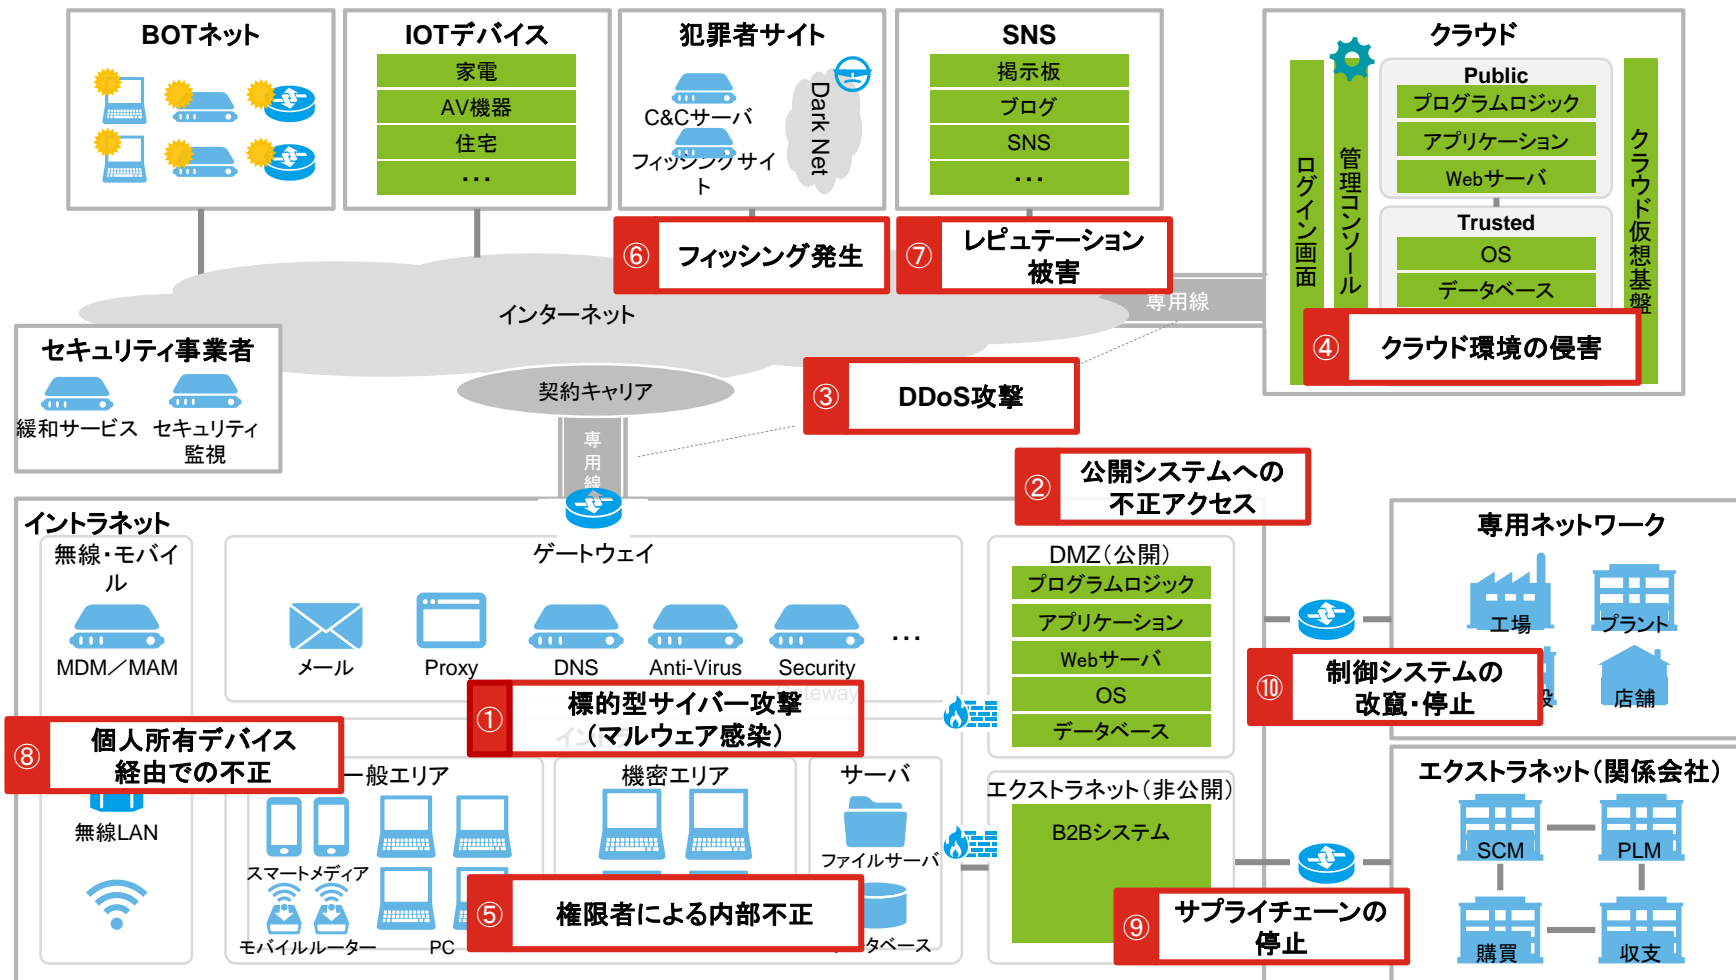 BOTネット
IOTデバイス
家電
AV機器
住宅
...
犯罪者サイト
C&Cサーバ
フィッシングサイ
ト
Dark Net
SNS
掲示板
ブログ
SNS
...
クラウド
ログイン画面
管理コンソール
Public
プログラムロジック
アプリケーション
Webサーバ
Trusted
OS
データベース
クラウド仮想基盤
⑥
フィッシング発生
⑦
レピュテーション
被害
④
クラウド環境の侵害
インターネット
専用線
セキュリティ事業者
緩和サービス
セキュリティ
監視
契約キャリア
専用線
③
DDoS攻撃
②
公開システムへの
不正アクセス
イントラネット
無線・モバイ
ル
MDM／MAM
ゲートウェイ
メール
Proxy
DNS
Anti-Virus
Security
...
DMZ（公開）
プログラムロジック
アプリケーション
Webサーバ
OS
データベース
専用ネットワーク
工場
プラント
店舗
⑩
制御システムの
改竄・停止
①
標的型サイバー攻撃
（マルウェア感染）
⑧
個人所有デバイス
経由での不正
無線LAN
一般エリア
スマートメディア
モバイルルーター
PC
機密エリア
サーバ
ファイルサーバ
タベース
⑤
権限者による内部不正
エクストラネット（非公開）
B2Bシステム
⑨
サプライチェーンの
停止
エクストラネット（関係会社）
SCM
PLM
購買
収支